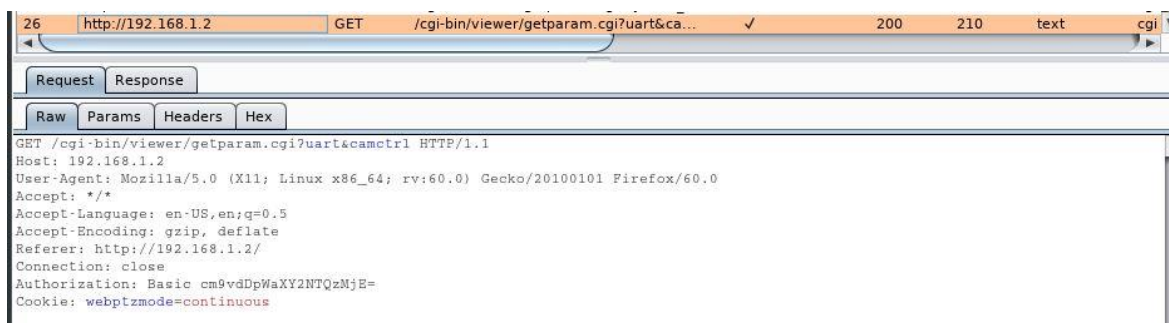 26 http://192.168.1.2 GET /cgi-bin/viewer/getparam.cgi?uart&ca... ✓ 200 210 text cgi
Request Response
Raw Params Headers Hex
GET /cgi-bin/viewer/getparam.cgi?uart&camctrl HTTP/1.1
Host: 192.168.1.2
User-Agent: Mozilla/5.0 (X11; Linux x86_64; rv:60.0) Gecko/20100101 Firefox/60.0
Accept: */*
Accept-Language: en-US,en;q=0.5
Accept-Encoding: gzip, deflate
Referer: http://192.168.1.2/
Connection: close
Authorization: Basic cm9vdDpWaXY2NTQzMjE=
Cookie: webptzmode=continuous